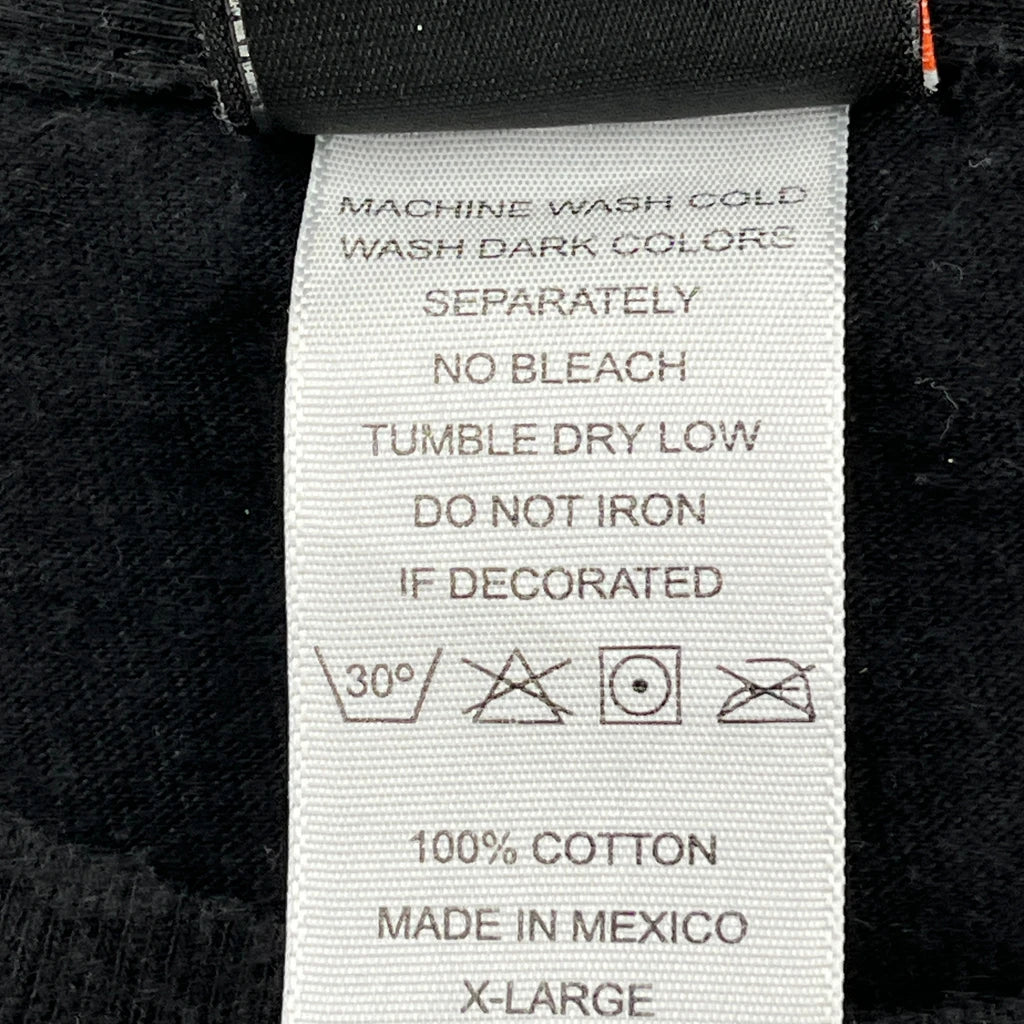 MACHINE WASH COLD
WASH DARK COLORS
SEPARATELY
NO BLEACH
TUMBLE DRY LOW
DO NOT IRON
IF DECORATED
30°
100% COTTON
MADE IN MEXICO
X-LARGE